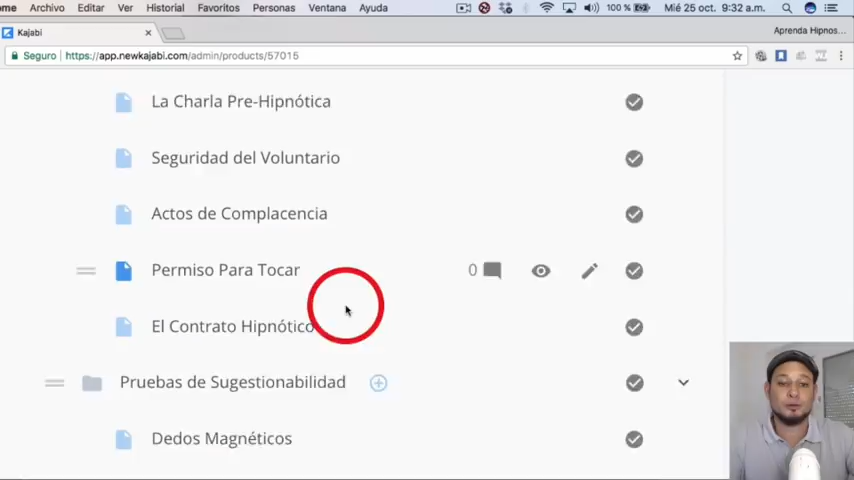 ome Archivo Editar Ver Historial Favoritos Personas Ventana Ayuda 100 % Mié 25 oct. 9:32 a.m.
Kajabi Aprenda Hipnos...
Seguro https://app.newkajabi.com/admin/products/57015
La Charla Pre-Hipnótica
Seguridad del Voluntario
Actos de Complacencia
Permiso Para Tocar 0
El Contrato Hipnótico
Pruebas de Sugestionabilidad
Dedos Magnéticos